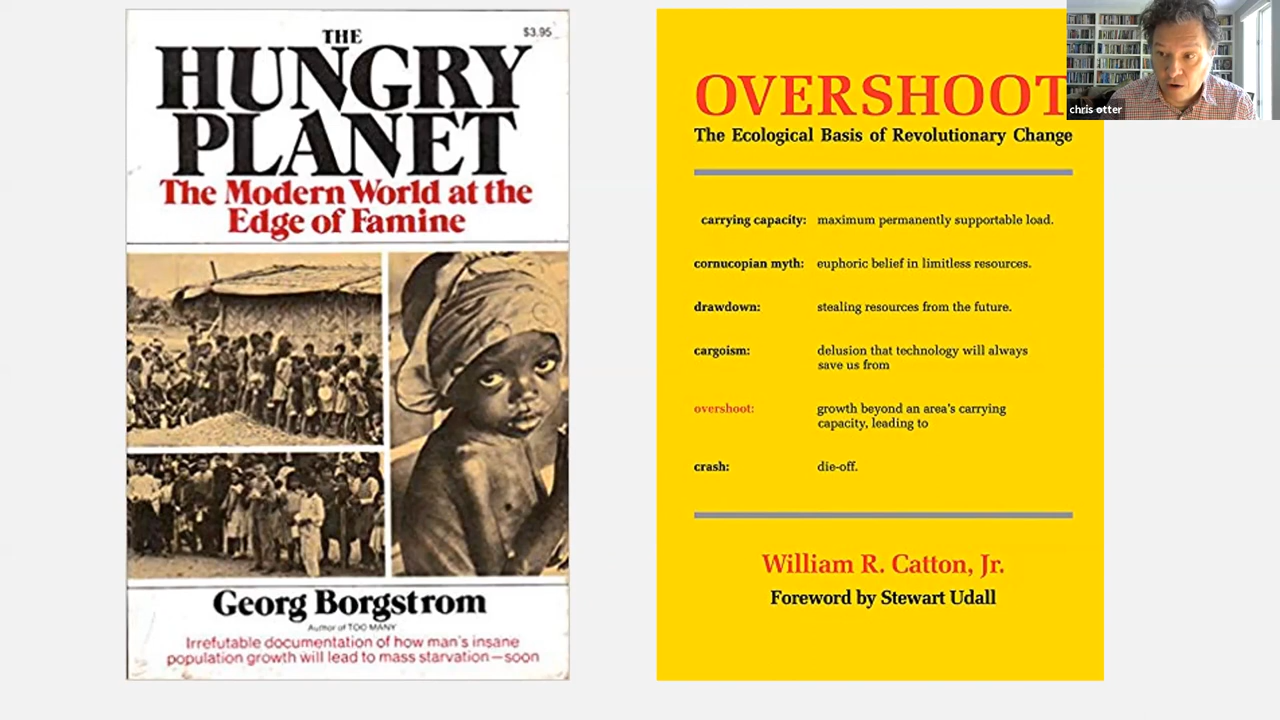 THE
$3.95
HUNGRY
PLANET
The Modern World at the
Edge of Famine
Georg Borgstrom
Author of TOO MANY
Irrefutable documentation of how man's insane
population growth will lead to mass starvation—soon
OVERSHOOT
The Ecological Basis of Revolutionary Change
carrying capacity: maximum permanently supportable load.
cornucopian myth: euphoric belief in limitless resources.
drawdown: stealing resources from the future.
cargoism: delusion that technology will always
save us from
overshoot: growth beyond an area's carrying
capacity, leading to
crash: die-off.
William R. Catton, Jr.
Foreword by Stewart Udall
chris otter